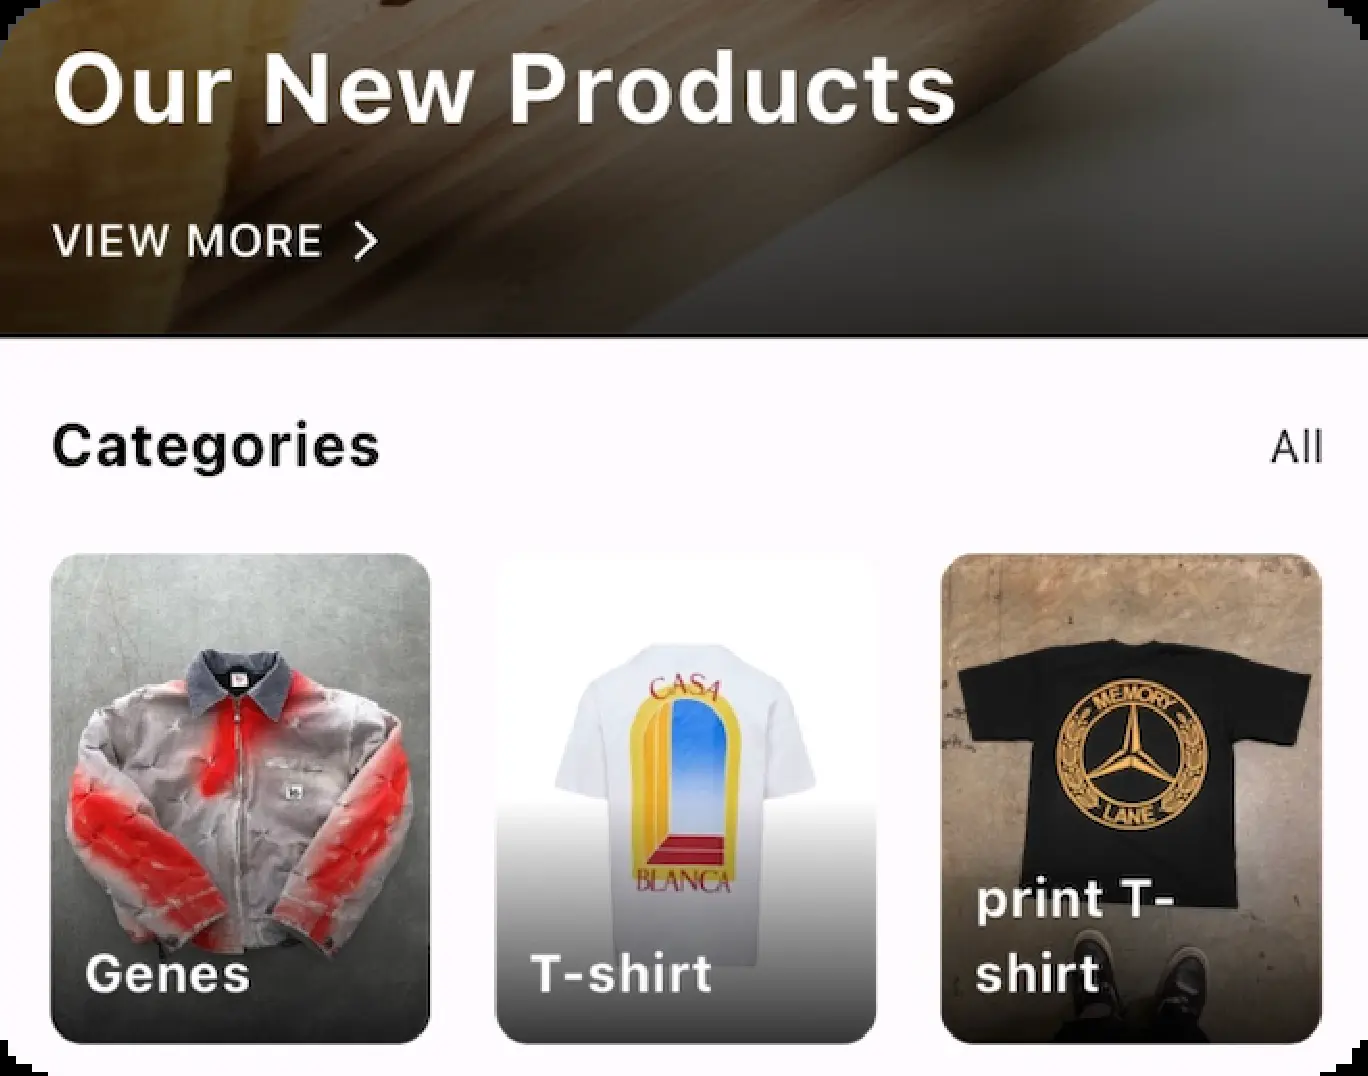 Our New Products
VIEW MORE
Categories
All
CASA
BLANCA
MEMORY
LANE
Genes
T-shirt
print T-
shirt